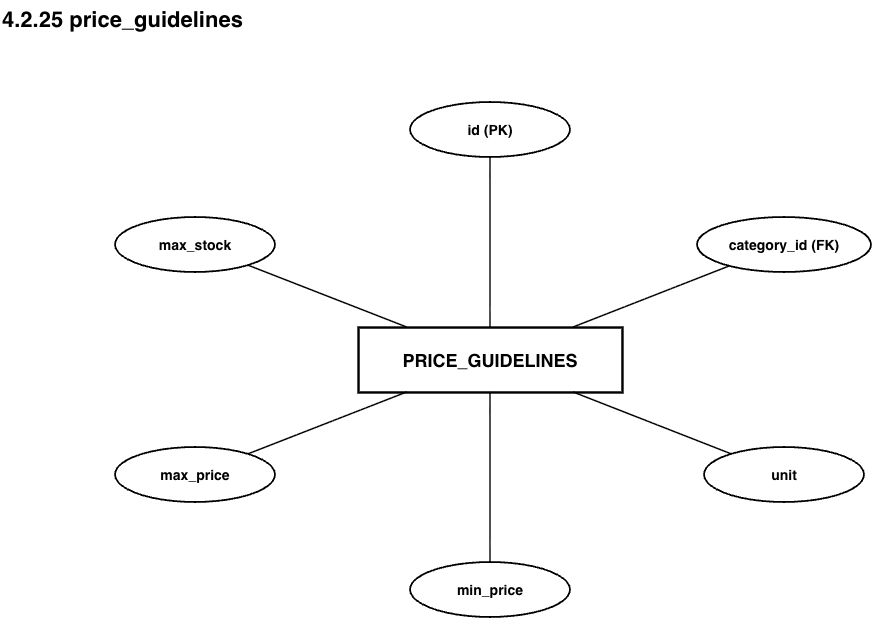 4.2.25 price_guidelines
id (PK)
max_stock
category_id (FK)
PRICE_GUIDELINES
max_price
unit
min_price